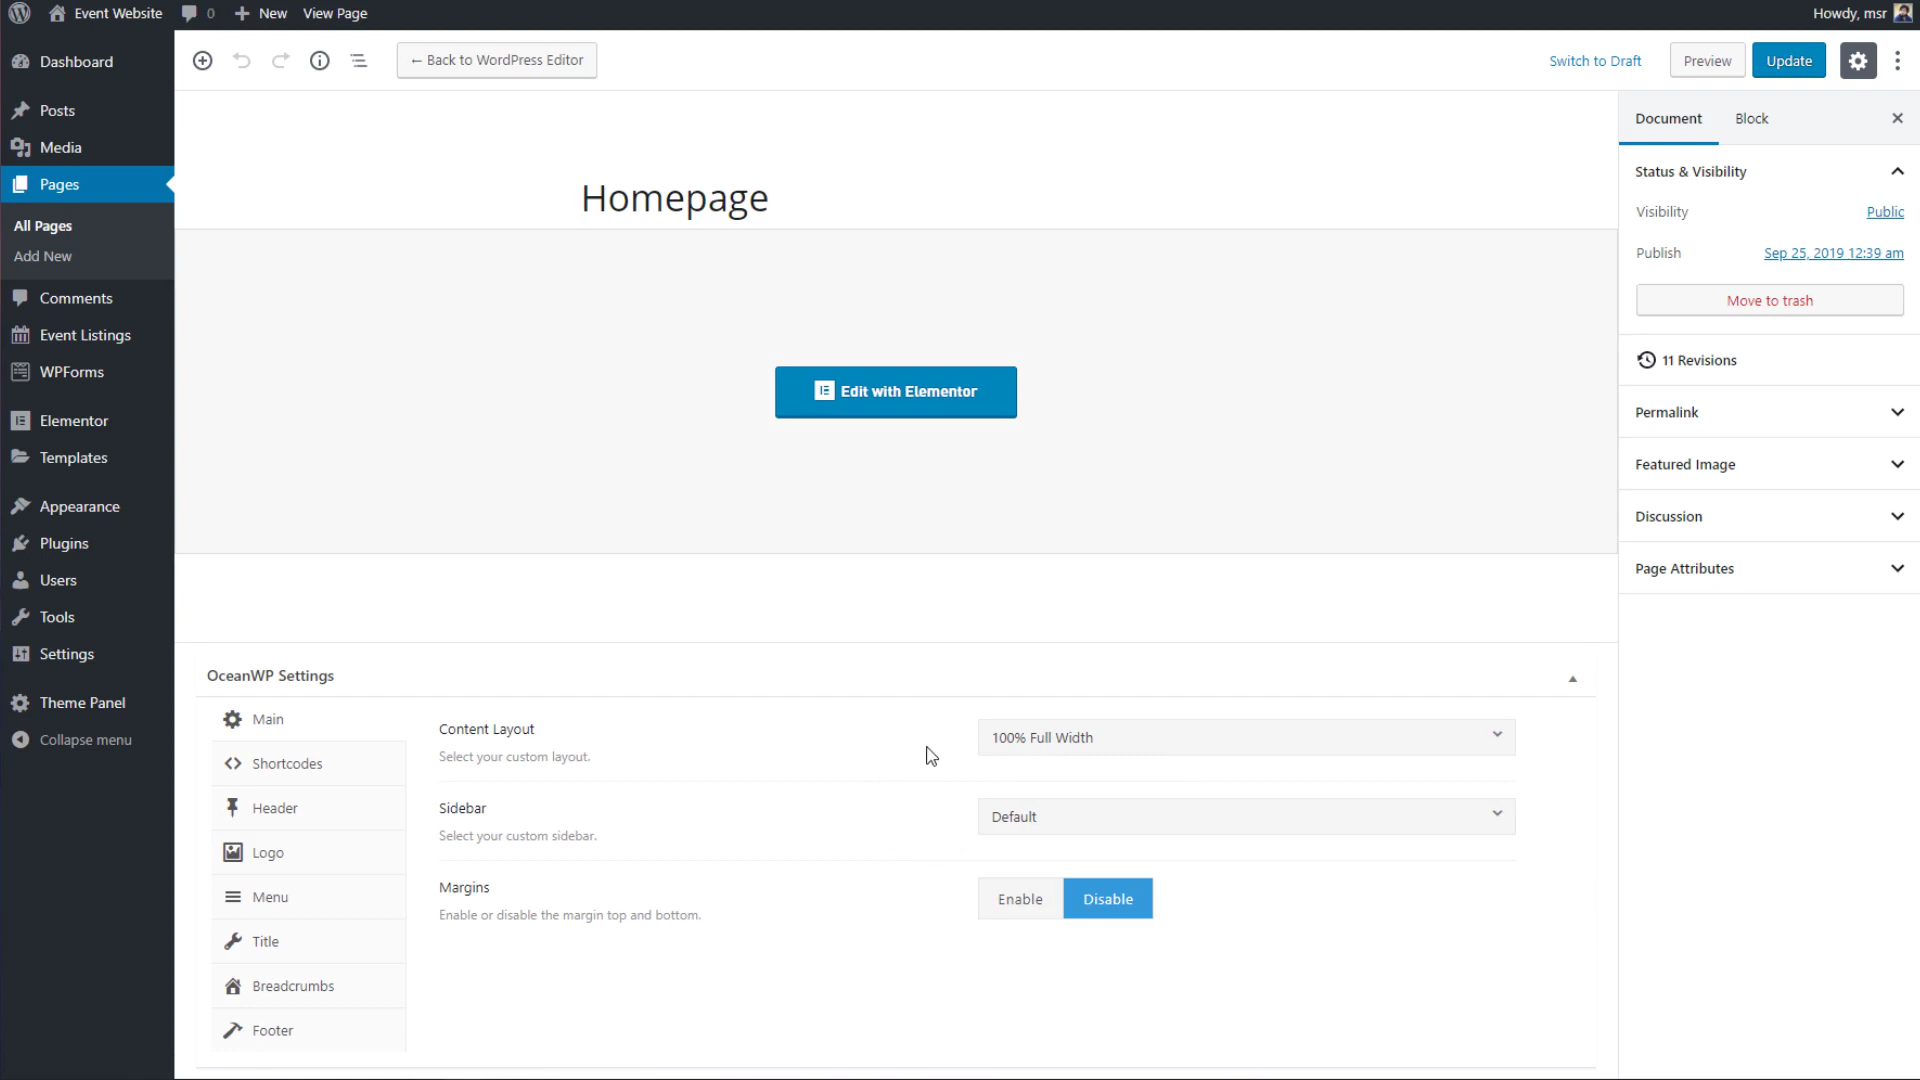 Event Website
0
New
View Page
Howdy, msr
Dashboard
Posts
Media
Pages
All Pages
Add New
Comments
Event Listings
WPForms
Elementor
Templates
Appearance
Plugins
Users
Tools
Settings
Theme Panel
Collapse menu
← Back to WordPress Editor
Switch to Draft
Preview
Update
Homepage
Edit with Elementor
OceanWP Settings
Main
Shortcodes
Header
Logo
Menu
Title
Breadcrumbs
Footer
Content Layout
Select your custom layout.
100% Full Width
Sidebar
Select your custom sidebar.
Default
Margins
Enable or disable the margin top and bottom.
Enable
Disable
Document
Block
Status & Visibility
Visibility
Public
Publish
Sep 25, 2019 12:39 am
Move to trash
11 Revisions
Permalink
Featured Image
Discussion
Page Attributes